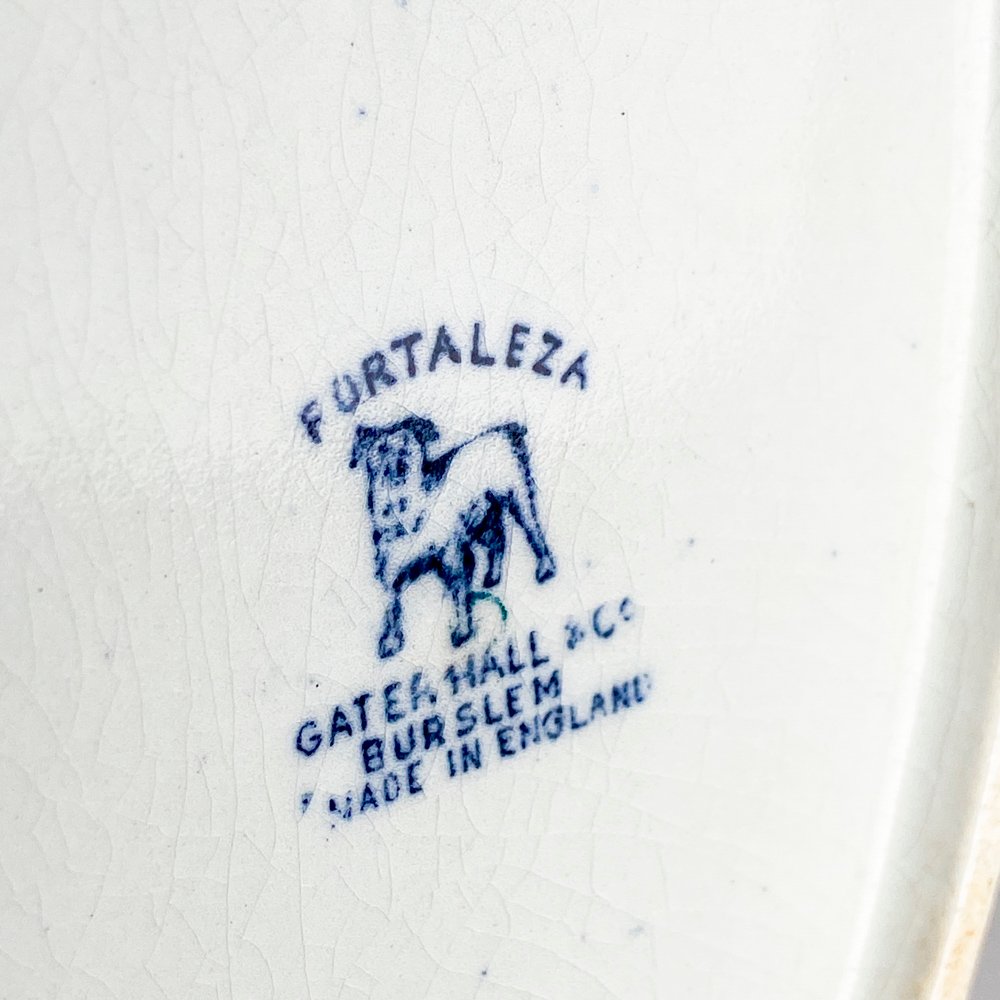 FORTALEZA
GATER HALL & Co
BURSLEM
MADE IN ENGLAND